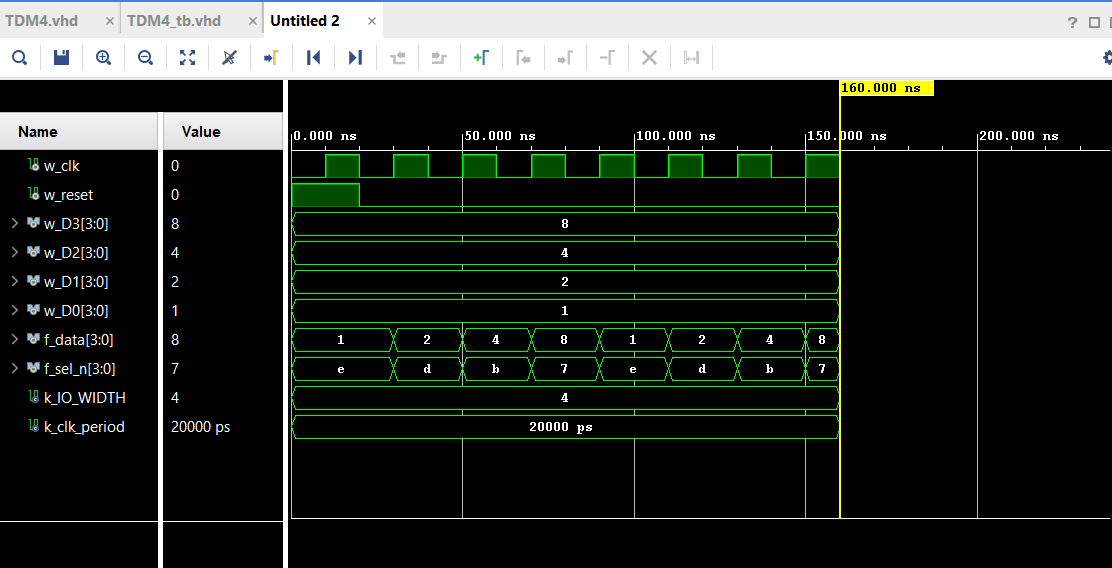 TDM4.vhd × TDM4_tb.vhd × Untitled 2 ×
?
160.000 ns
Name Value
0.000 ns 50.000 ns 100.000 ns 150.000 ns 200.000 ns
w_clk 0
w_reset 0
w_D3[3:0] 8 8
w_D2[3:0] 4 4
w_D1[3:0] 2 2
w_D0[3:0] 1 1
f_data[3:0] 8 1 2 4 8 1 2 4 8
f_sel_n[3:0] 7 e d b 7 e d b 7
k_IO_WIDTH 4 4
k_clk_period 20000 ps 20000 ps